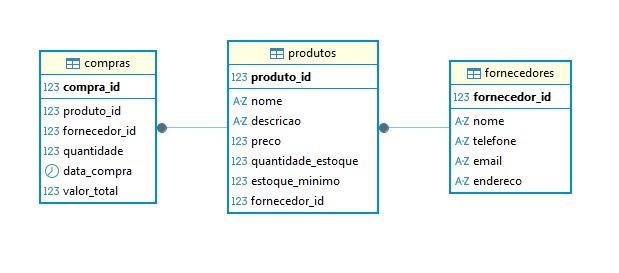 compras
123 compra_id
123 produto_id
123 fornecedor_id
123 quantidade
data_compra
123 valor_total
produtos
123 produto_id
A-Z nome
A-Z descricao
123 preco
123 quantidade_estoque
123 estoque_minimo
123 fornecedor_id
fornecedores
123 fornecedor_id
A-Z nome
A-Z telefone
A-Z email
A-Z endereco